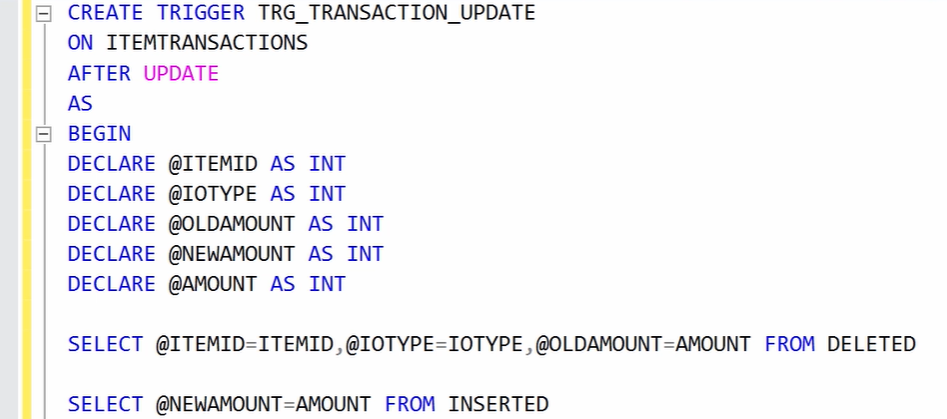 CREATE TRIGGER TRG_TRANSACTION_UPDATE
ON ITEMTRANSACTIONS
AFTER UPDATE
AS
BEGIN
DECLARE @ITEMID AS INT
DECLARE @IOTYPE AS INT
DECLARE @OLDAMOUNT AS INT
DECLARE @NEWAMOUNT AS INT
DECLARE @AMOUNT AS INT
SELECT @ITEMID=ITEMID,@IOTYPE=IOTYPE,@OLDAMOUNT=AMOUNT FROM DELETED
SELECT @NEWAMOUNT=AMOUNT FROM INSERTED